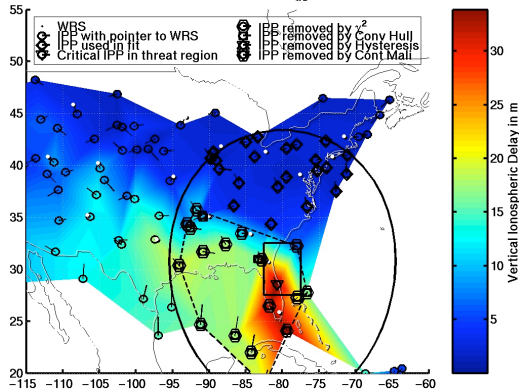 55
WRS
IPP with pointer to WRS
IPP used in fit
Critical IPP in threat region
IPP removed by χ²
IPP removed by Conv Hull
IPP removed by Hysteresis
IPP removed by Cont Mali
50
45
40
35
30
25
20
-115 -110 -105 -100 -95 -90 -85 -80 -75 -70 -65 -60
30
25
20
15
10
5
0
Vertical Ionospheric Delay in m